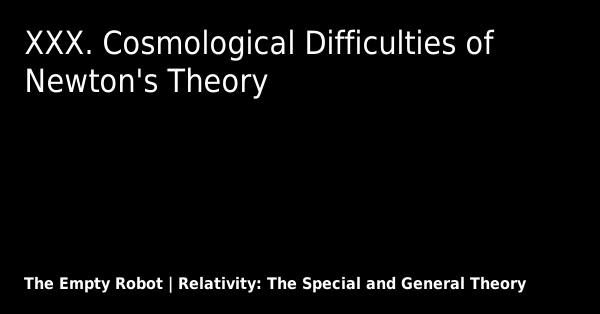 XXX. Cosmological Difficulties of
Newton's Theory
The Empty Robot | Relativity: The Special and General Theory